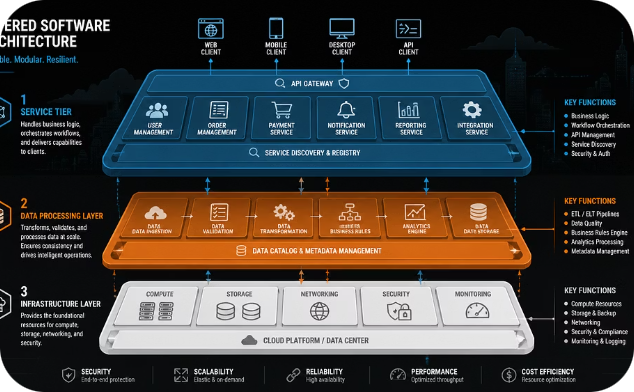 ERED SOFTWARE
CHITECTURE
ble. Modular. Resilient.
WEB
CLIENT
MOBILE
CLIENT
DESKTOP
CLIENT
API
CLIENT
1
SERVICE TIER
Handles business logic,
orchestrates workflows,
and delivers capabilities
to clients.
API GATEWAY
USER
MANAGEMENT
ORDER
MANAGEMENT
PAYMENT
SERVICE
NOTIFICATION
SERVICE
REPORTING
SERVICE
INTEGRATION
SERVICE
SERVICE DISCOVERY & REGISTRY
KEY FUNCTIONS
Business Logic
Workflow Orchestration
API Management
Service Discovery
Security & Auth
2
DATA PROCESSING LAYER
Transforms, validates, and
processes data at scale.
Ensures consistency and
drives intelligent operations.
DATA
DATA INGESTION
DATA
VALIDATION
DATA
TRANSFORMATION
BUSINESS RULES
ANALYTICS
ENGINE
DATA
DATA STORAGE
DATA CATALOG & METADATA MANAGEMENT
KEY FUNCTIONS
ETL / ELT Pipelines
Data Quality
Business Rules Engine
Analytics Processing
Metadata Management
3
INFRASTRUCTURE LAYER
Provides the foundational
resources for compute,
storage, networking, and
security.
COMPUTE
STORAGE
NETWORKING
SECURITY
MONITORING
CLOUD PLATFORM / DATA CENTER
KEY FUNCTIONS
Compute Resources
Storage & Backup
Networking
Security & Compliance
Monitoring & Logging
SECURITY
End-to-end protection
SCALABILITY
Elastic & on-demand
RELIABILITY
High availability
PERFORMANCE
Optimized throughput
COST EFFICIENCY
Resource optimization